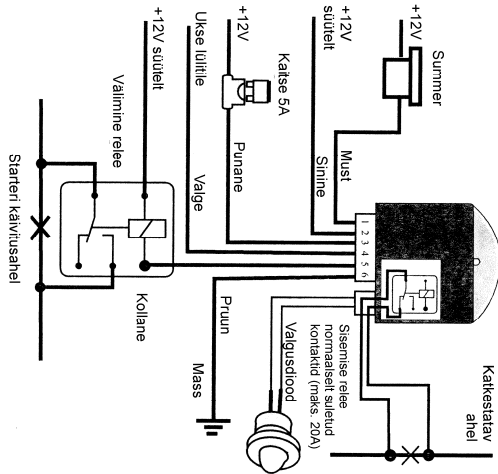 +12V
Summer
+12V
süütelt
Must
Sinine
+12V
Kaitse 5A
Punane
Ukse lülitile
Valge
+12V süütelt
Välimine relee
Kollane
Starteri käivitusahel
1 2 3 4 5 6
Pruun
Mass
Valgusdiood
Sisemise relee
normaalselt suletud
kontaktid (maks. 20A)
Katkestatav
ahel